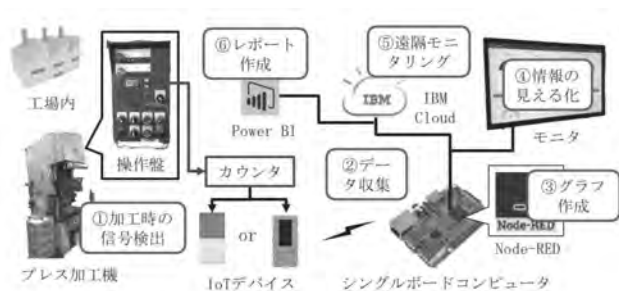 工場内
操作盤
プレス加工機
①加工時の
信号検出
カウンタ
or
IoTデバイス
②デー
タ収集
⑥レポート
作成
Power BI
⑤遠隔モニ
タリング
IBM
IBM
Cloud
④情報の
見える化
モニタ
③グラフ
作成
Node-RED
Node-RED
シングルボードコンピュータ